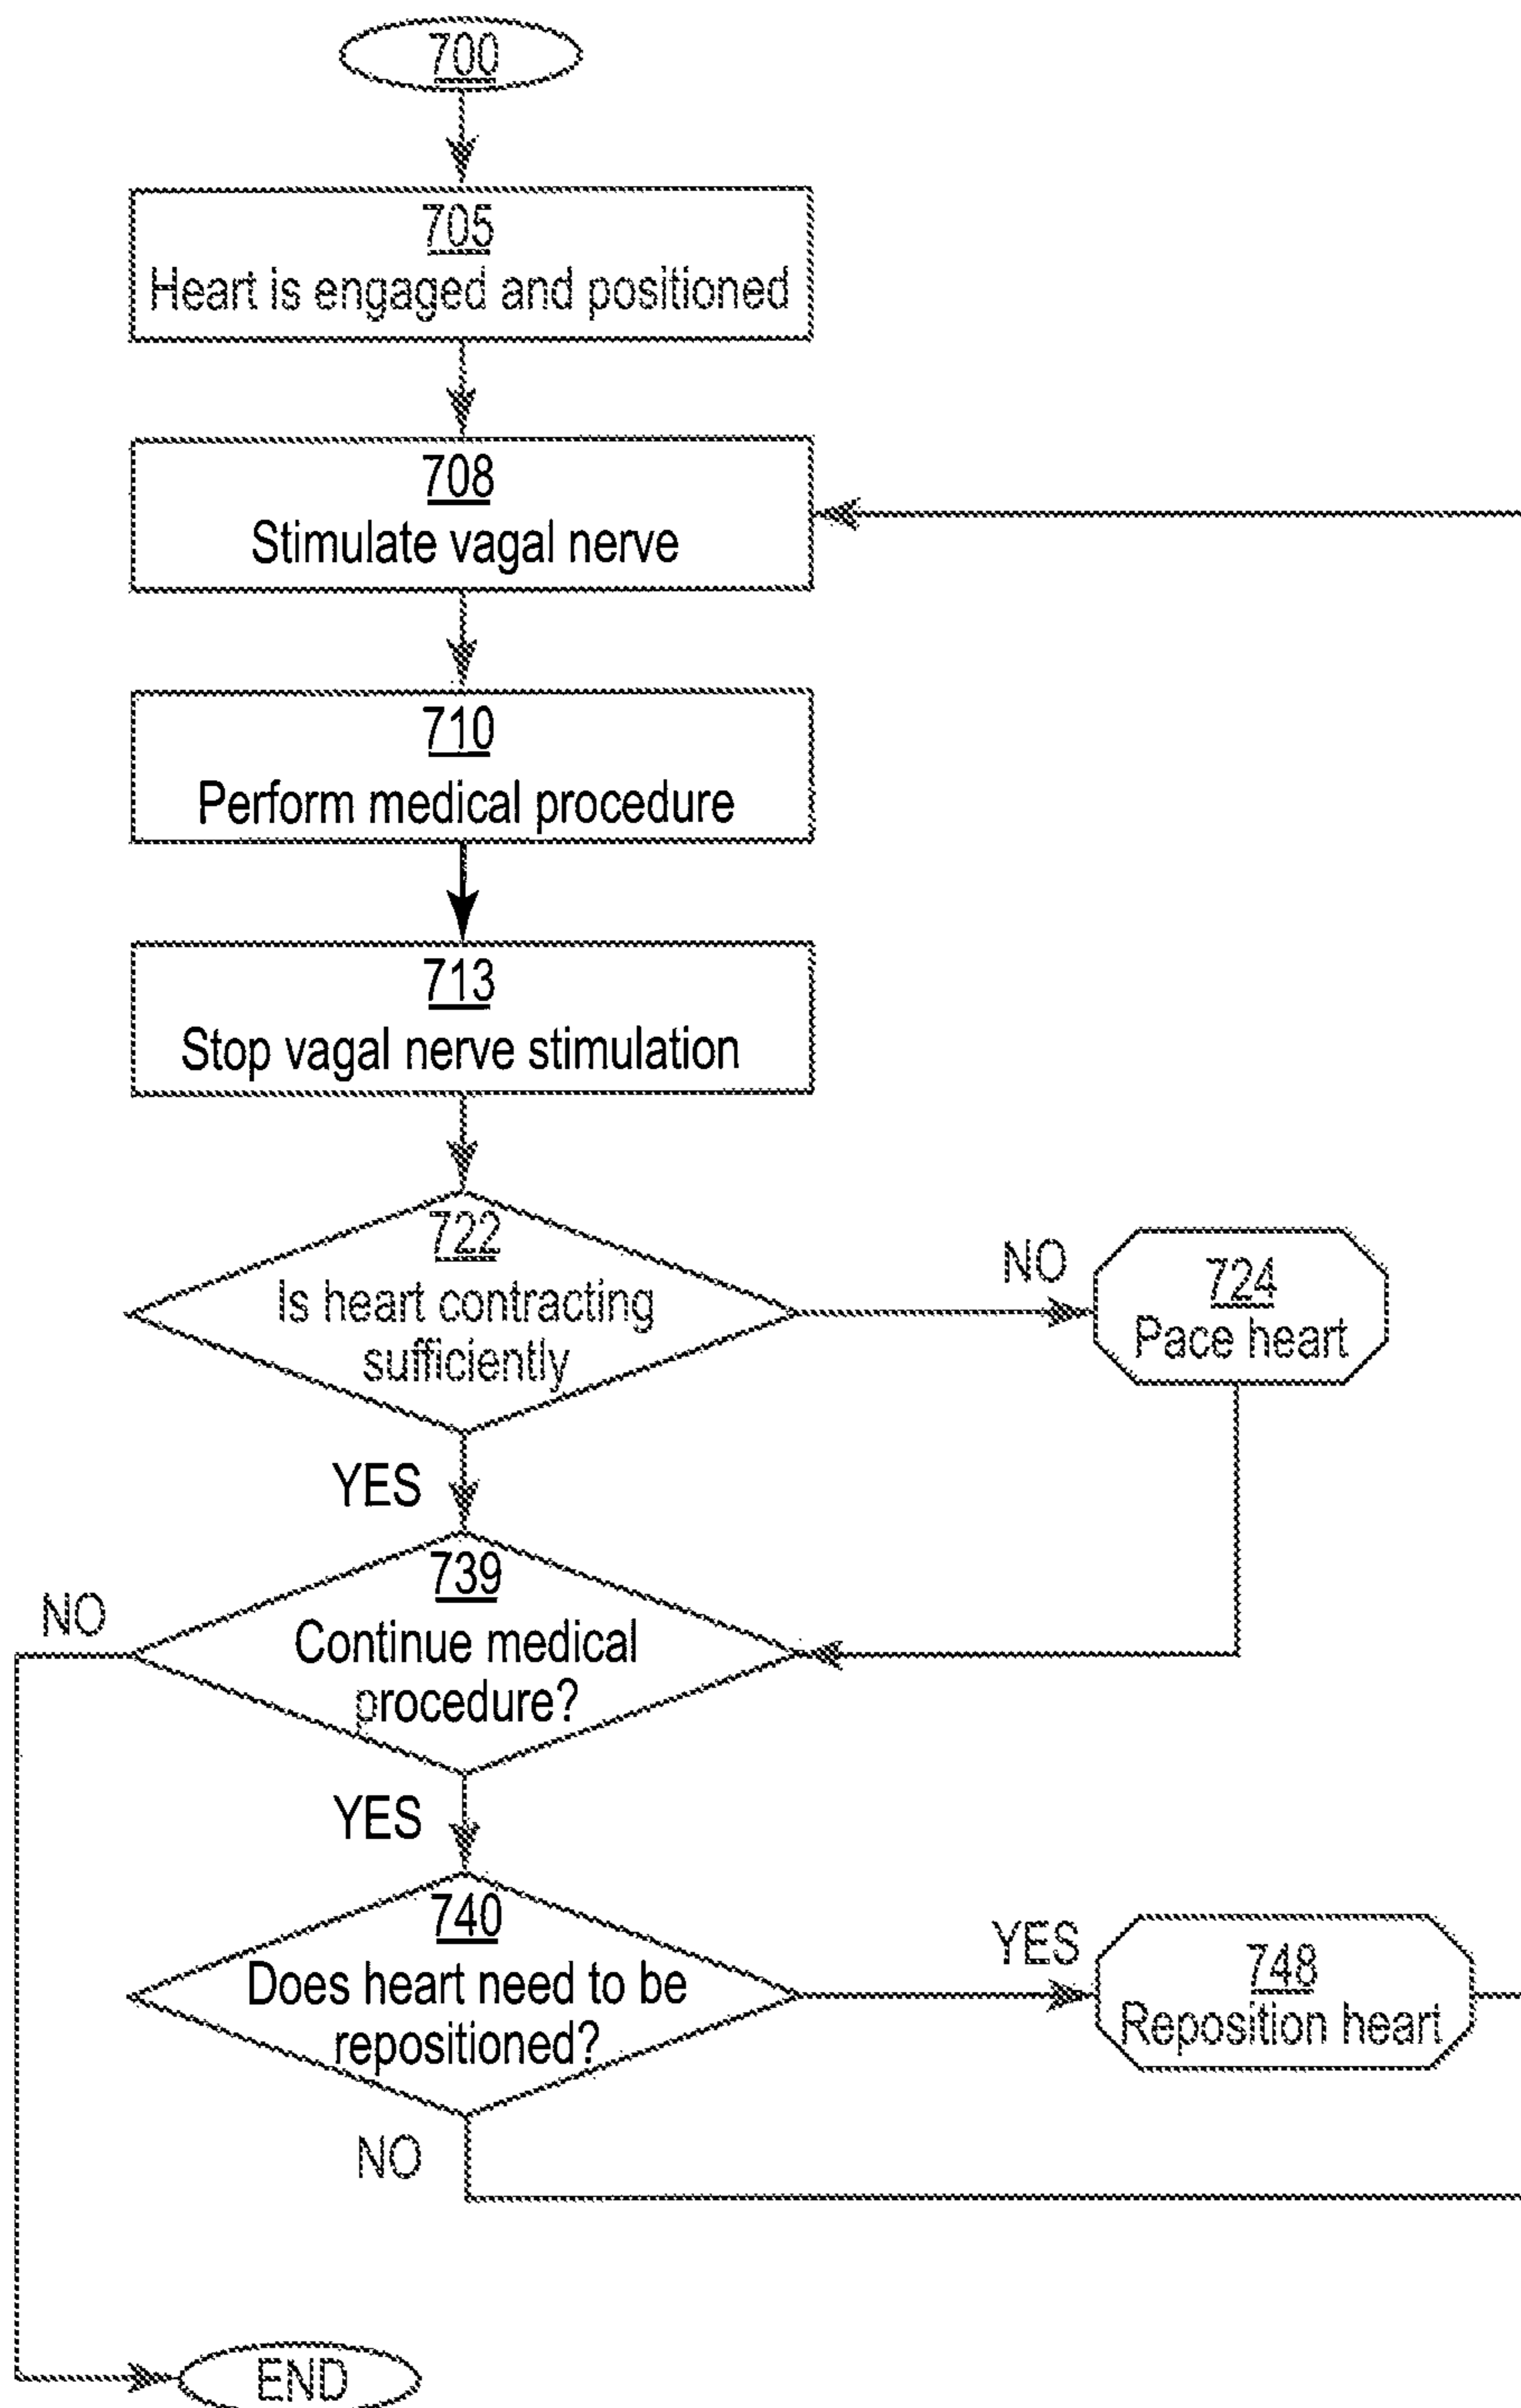 700
705
Heart is engaged and positioned
708
Stimulate vagal nerve
710
Perform medical procedure
713
Stop vagal nerve stimulation
722
Is heart contracting
sufficiently
NO
724
Pace heart
YES
739
Continue medical
procedure?
NO
YES
740
Does heart need to be
repositioned?
YES
748
Reposition heart
NO
END